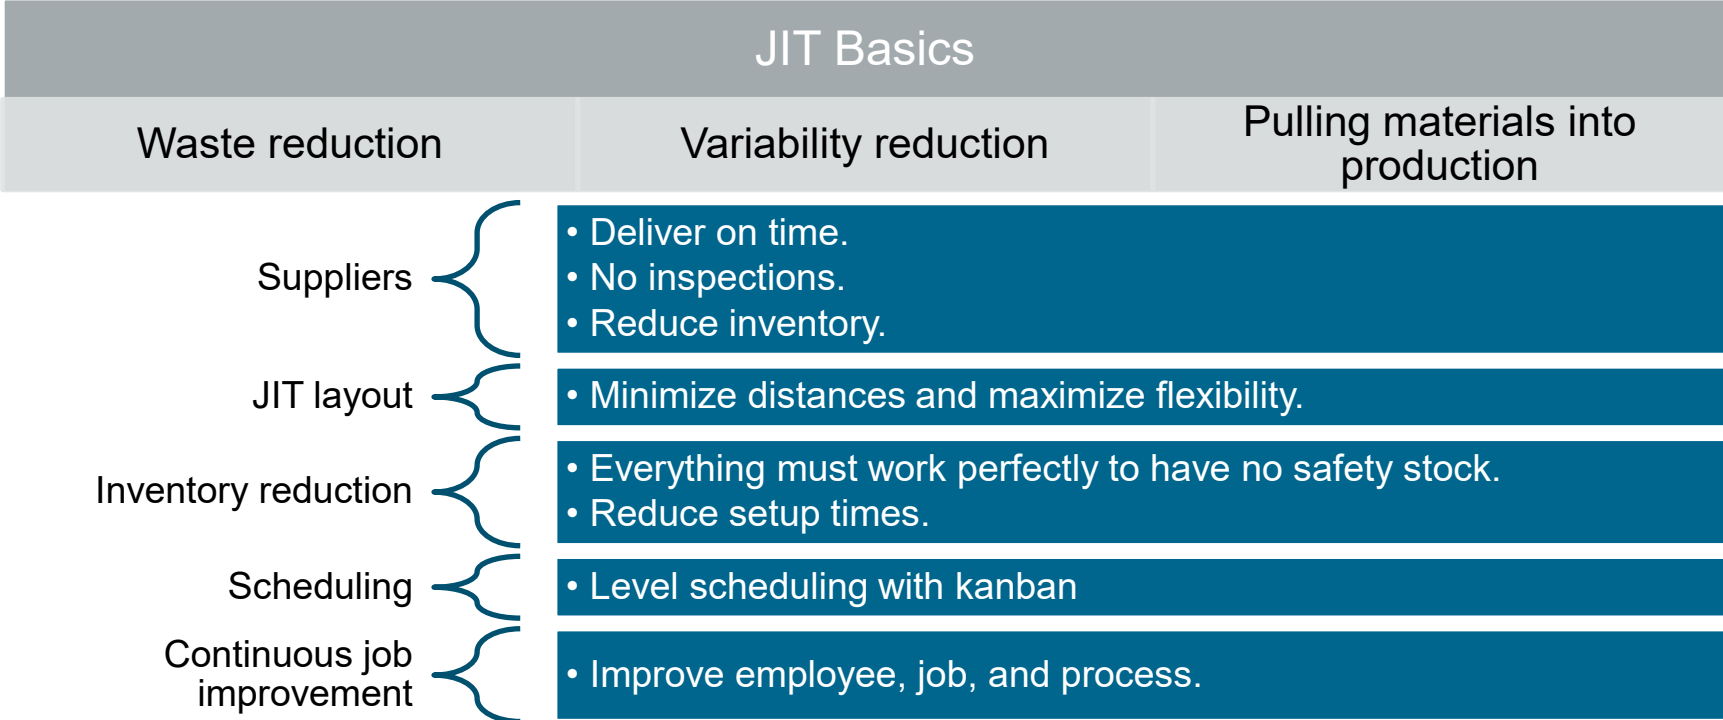 JIT Basics
Waste reduction
Variability reduction
Pulling materials into
production
Suppliers
• Deliver on time.
• No inspections.
• Reduce inventory.
JIT layout
• Minimize distances and maximize flexibility.
Inventory reduction
• Everything must work perfectly to have no safety stock.
• Reduce setup times.
Scheduling
• Level scheduling with kanban
Continuous job
improvement
• Improve employee, job, and process.